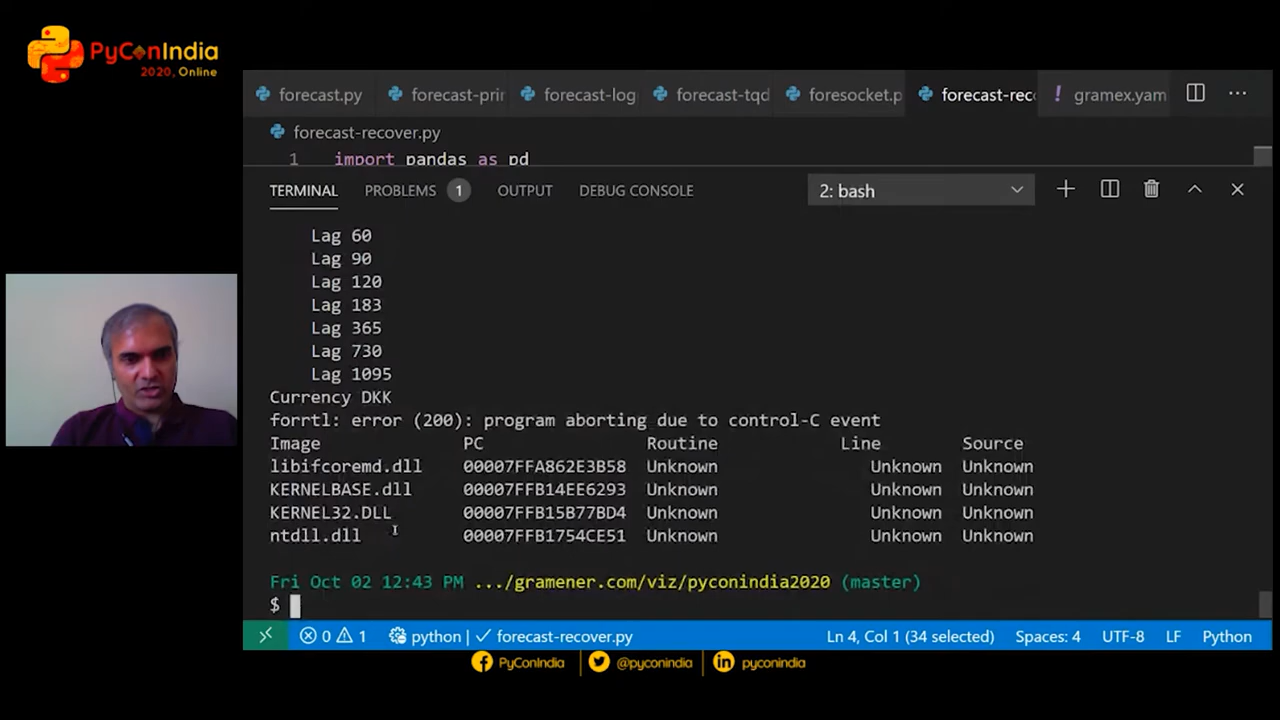 PyConIndia
2020, Online
forecast.py forecast-prin forecast-log forecast-tqd foresocket.p forecast-reco ! gramex.yam ...
forecast-recover.py
1 import pandas as pd
TERMINAL PROBLEMS 1 OUTPUT DEBUG CONSOLE 2: bash
Lag 60
Lag 90
Lag 120
Lag 183
Lag 365
Lag 730
Lag 1095
Currency DKK
forrtl: error (200): program aborting due to control-C event
Image PC Routine Line Source
libifcoremd.dll 00007FFA862E3B58 Unknown Unknown Unknown
KERNELBASE.dll 00007FFB14EE6293 Unknown Unknown Unknown
KERNEL32.DLL 00007FFB15B77BD4 Unknown Unknown Unknown
ntdll.dll 00007FFB1754CE51 Unknown Unknown Unknown
Fri Oct 02 12:43 PM .../gramener.com/viz/pyconindia2020 (master)
$
0 1 python | ✓ forecast-recover.py Ln 4, Col 1 (34 selected) Spaces: 4 UTF-8 LF Python
PyConIndia @pyconindia pyconindia